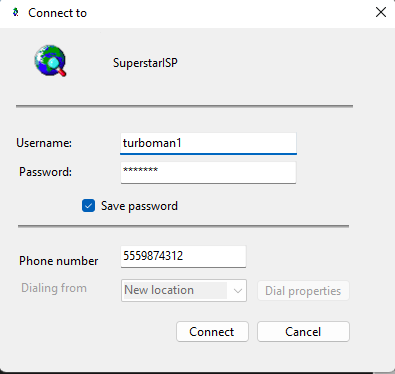 Connect to
SuperstarISP
Username: turboman1
Password: *******
Save password
Phone number 5559874312
Dialing from New location Dial properties
Connect Cancel